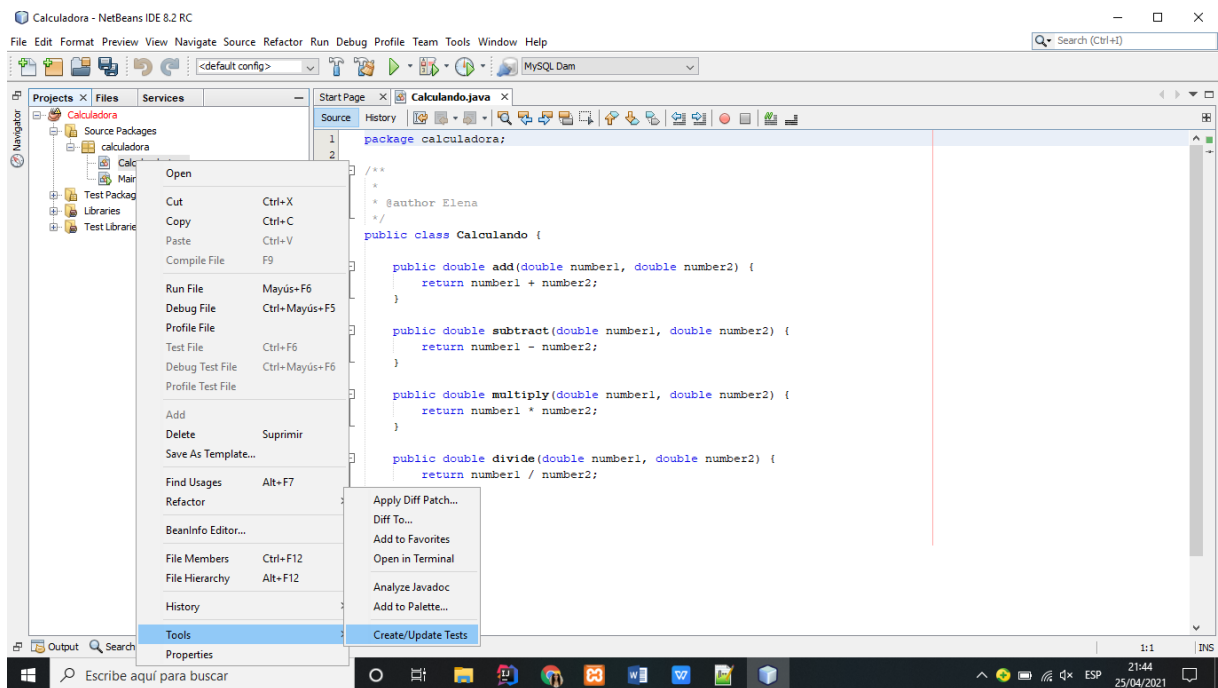 Calculadora - NetBeans IDE 8.2 RC
File Edit Format Preview View Navigate Source Refactor Run Debug Profile Team Tools Window Help
Search (Ctrl+I)
<default config>
MySQL Dam
Projects Files Services
Start Page Calculando.java
Navigator
Source History
Calculadora
Source Packages
calculadora
Test Packag
Libraries
Test Librarie
Open
Cut Ctrl+X
Copy Ctrl+C
Paste Ctrl+V
Compile File F9
Run File Mayús+F6
Debug File Ctrl+Mayús+F5
Profile File
Test File Ctrl+F6
Debug Test File Ctrl+Mayús+F6
Profile Test File
Add
Delete Suprimir
Save As Template...
Find Usages Alt+F7
Refactor
BeanInfo Editor...
File Members Ctrl+F12
File Hierarchy Alt+F12
History
Tools
Properties
Apply Diff Patch...
Diff To...
Add to Favorites
Open in Terminal
Analyze Javadoc
Add to Palette...
Create/Update Tests
1 package calculadora;
2
/**
*
* @author Elena
*/
public class Calculando {
public double add(double number1, double number2) {
return number1 + number2;
}
public double subtract(double number1, double number2) {
return number1 - number2;
}
public double multiply(double number1, double number2) {
return number1 * number2;
}
public double divide(double number1, double number2) {
return number1 / number2;
Output Search
1:1 INS
Escribe aquí para buscar
ESP
21:44
25/04/2021